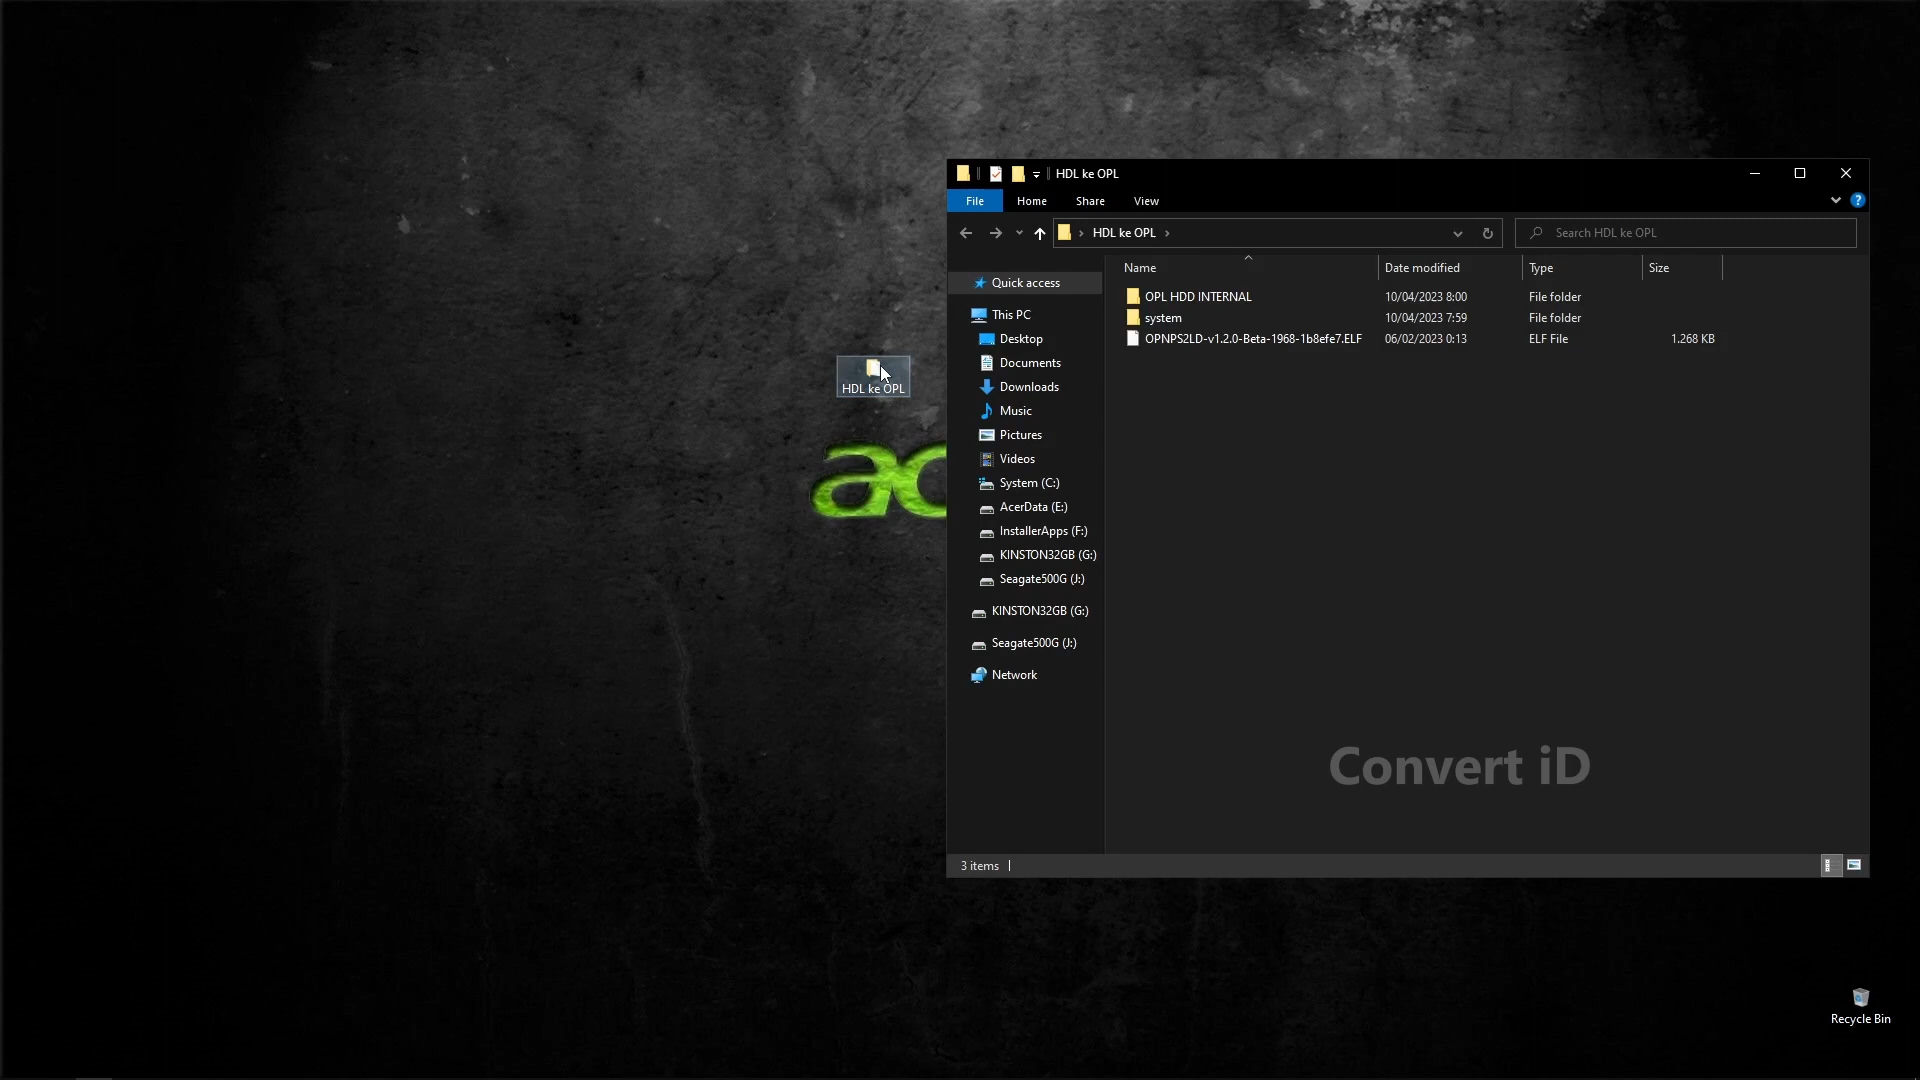 HDL ke OPL
File Home Share View
HDL ke OPL
Search HDL ke OPL
Name Date modified Type Size
OPL HDD INTERNAL 10/04/2023 8:00 File folder
system 10/04/2023 7:59 File folder
OPNPS2LD-v1.2.0-Beta-1968-1b8efe7.ELF 06/02/2023 0:13 ELF File 1.268 KB
Quick access
This PC
Desktop
Documents
Downloads
Music
Pictures
Videos
System (C:)
AcerData (E:)
InstallerApps (F:)
KINSTON32GB (G:)
Seagate500G (J:)
KINSTON32GB (G:)
Seagate500G (J:)
Network
3 items
Convert iD
HDL ke OPL
Recycle Bin